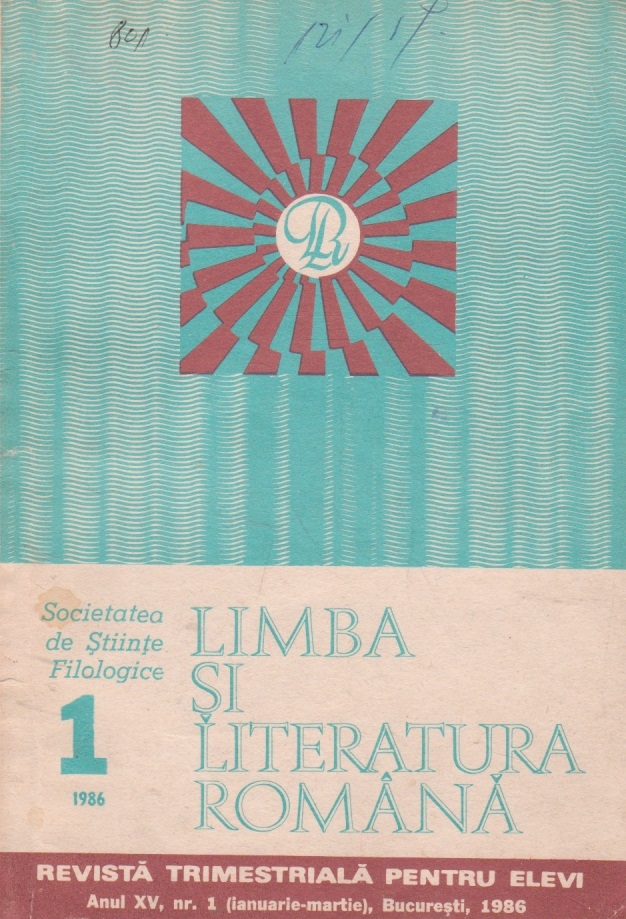 Societatea
de Științe
Filologice
1
1986
LIMBA
ȘI
LITERATURA
ROMÂNĂ
REVISTĂ TRIMESTRIALĂ PENTRU ELEVI
Anul XV, nr. 1 (ianuarie-martie), București, 1986